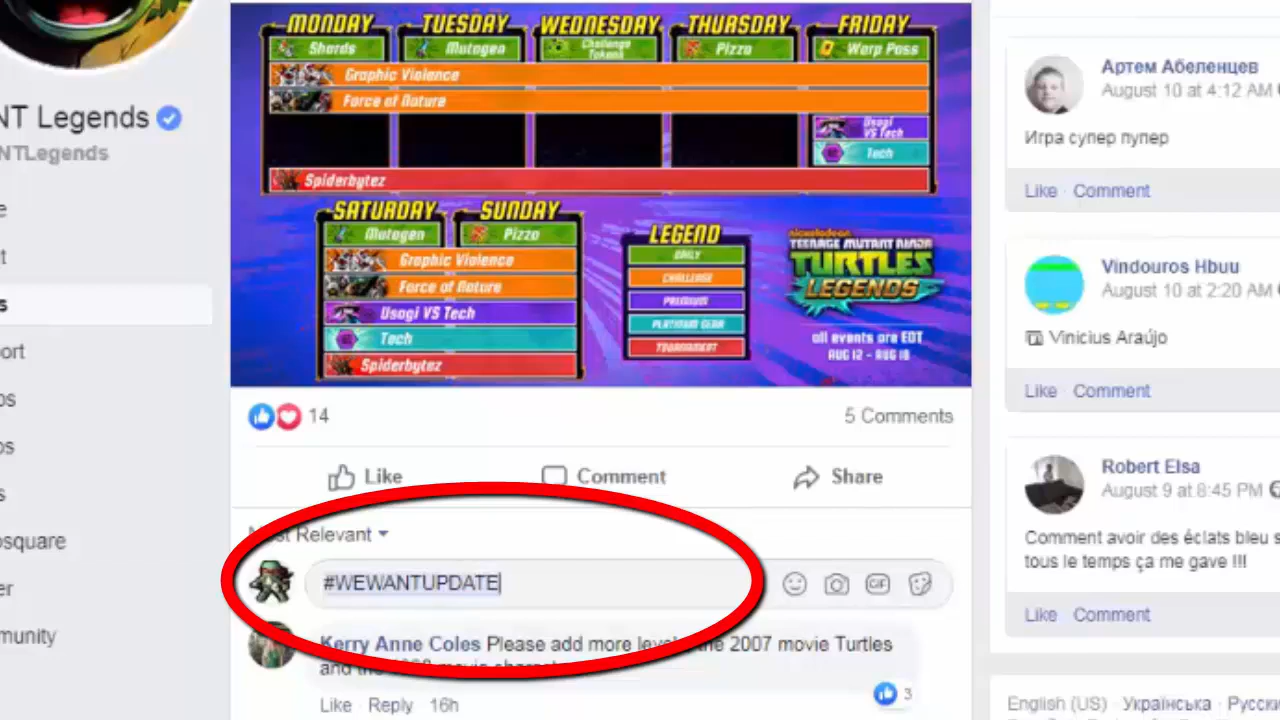 NT Legends
NTLegends
e
t
s
ort
os
os
s
osquare
er
munity
MONDAY TUESDAY WEDNESDAY THURSDAY FRIDAY
Shards Mutagen Challenge Tokens Pizza Warp Pass
Graphic Violence
Force of Nature
Usagi VS Tech
Tech
Spiderbytez
SATURDAY SUNDAY
Mutagen Pizza
Graphic Violence
Force of Nature
Usagi VS Tech
Tech
Spiderbytez
LEGEND
DAILY
CHALLENGE
PREMIUM
PLATINUM GEAR
TOURNAMENT
nickelodeon
TEENAGE MUTANT NINJA
TURTLES
LEGENDS
all events are EDT
AUG 12 - AUG 18
14 5 Comments
Like Comment Share
Relevant
#WEWANTUPDATE
GIF
Kerry Anne Coles Please add more 2007 movie Turtles
and
3
Like · Reply · 16h
Артем Абеленцев
August 10 at 4:12 AM
Игра супер пупер
Like · Comment
Vindouros Hbuu
August 10 at 2:20 AM
Vinicius Araújo
Like · Comment
Robert Elsa
August 9 at 8:45 PM
Comment avoir des éclats bleu s
tous le temps ça me gave !!!
Like · Comment
English (US) · Українська · Русски